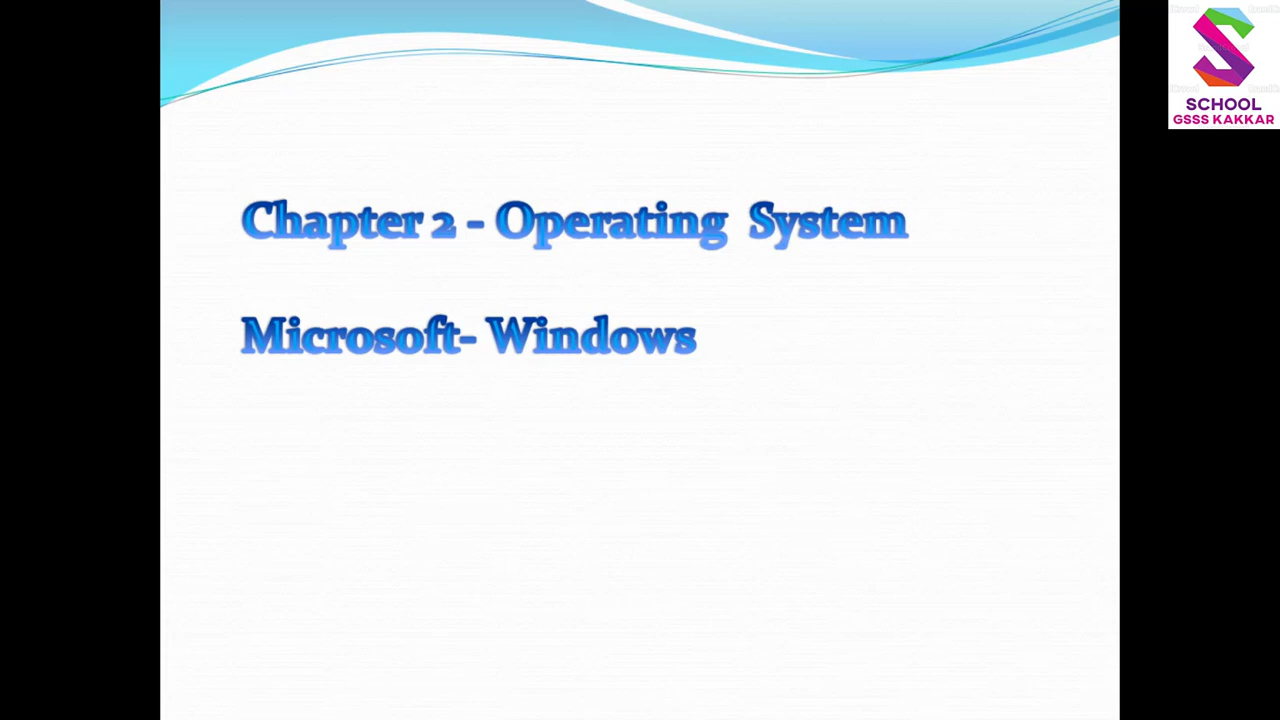 Chapter 2 - Operating System
Microsoft- Windows
SCHOOL
GSSS KAKKAR